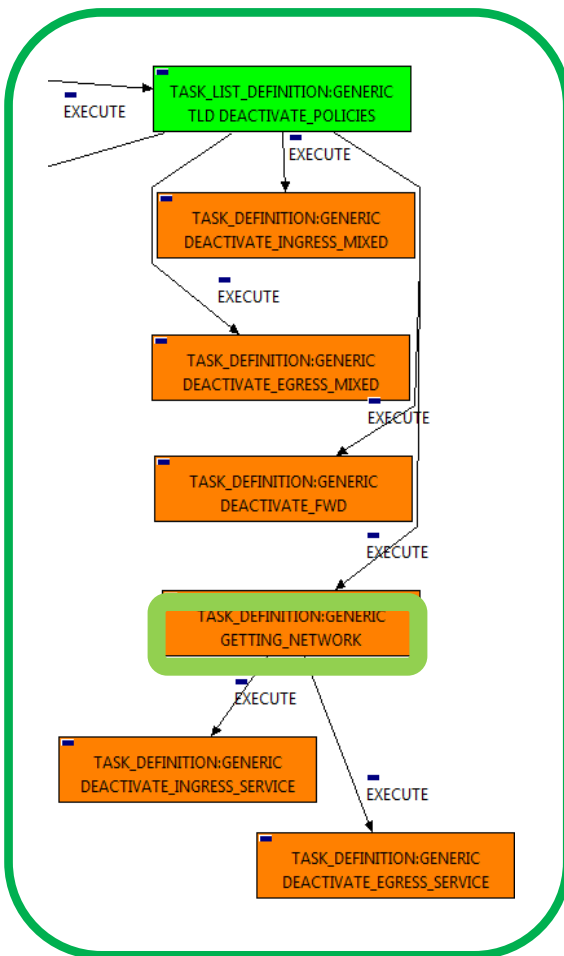 TASK_LIST_DEFINITION:GENERIC
TLD DEACTIVATE_POLICIES
EXECUTE
EXECUTE
TASK_DEFINITION:GENERIC
DEACTIVATE_INGRESS_MIXED
EXECUTE
TASK_DEFINITION:GENERIC
DEACTIVATE_EGRESS_MIXED
EXECUTE
TASK_DEFINITION:GENERIC
DEACTIVATE_FWD
EXECUTE
TASK_DEFINITION:GENERIC
GETTING_NETWORK
EXECUTE
TASK_DEFINITION:GENERIC
DEACTIVATE_INGRESS_SERVICE
EXECUTE
TASK_DEFINITION:GENERIC
DEACTIVATE_EGRESS_SERVICE